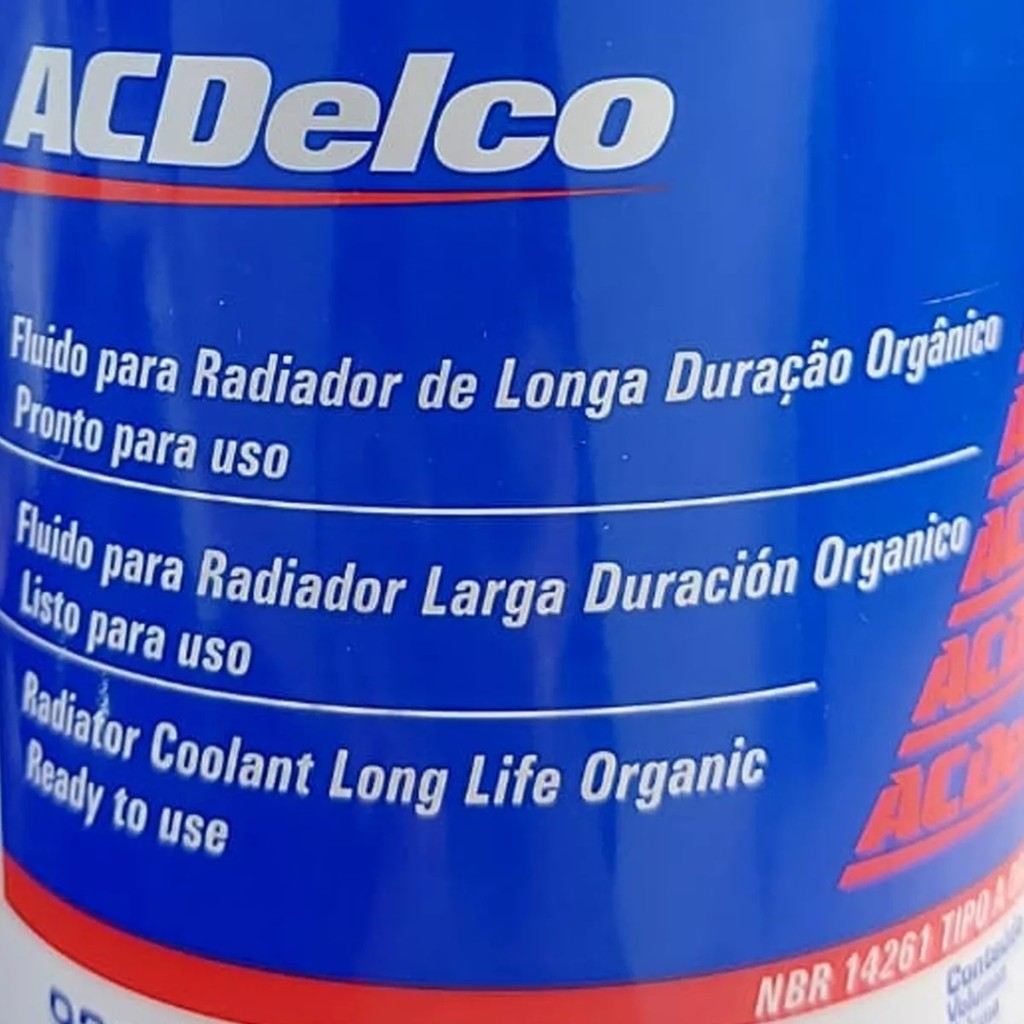 ACDelco
Fluido para Radiador de Longa Duração Orgânico
Pronto para uso
Fluido para Radiador Larga Duración Organico
Listo para uso
Radiator Coolant Long Life Organic
Ready to use
NBR 14261 TIPO A